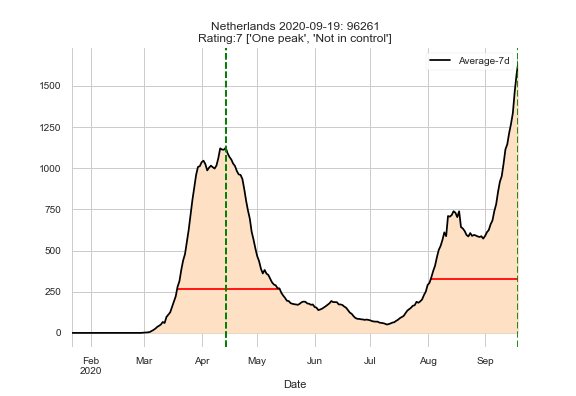 Netherlands 2020-09-19: 96261
Rating:7 ['One peak', 'Not in control']
Average-7d
1500
1250
1000
750
500
250
0
Feb Mar Apr May Jun Jul Aug Sep
2020
Date